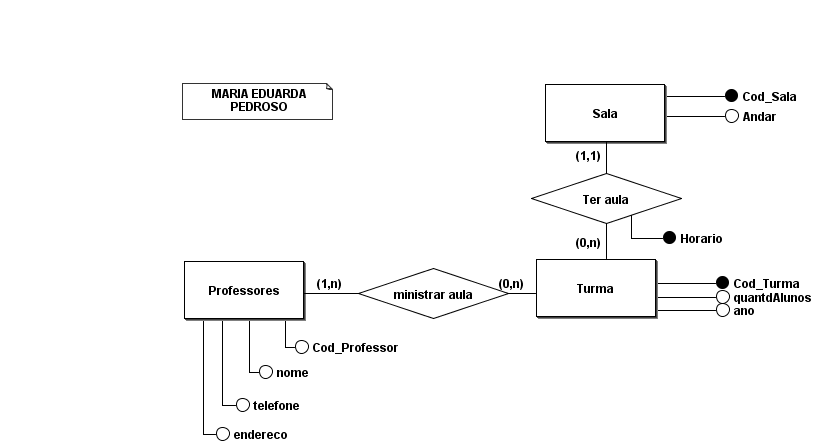 MARIA EDUARDA
PEDROSO
Sala
Cod_Sala
Andar
(1,1)
Ter aula
(0,n)
Horario
Professores
(1,n)
ministrar aula
(0,n)
Turma
Cod_Turma
quantdAlunos
ano
Cod_Professor
nome
telefone
endereco